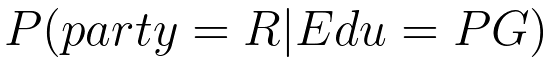 P(party = R|Edu = PG)